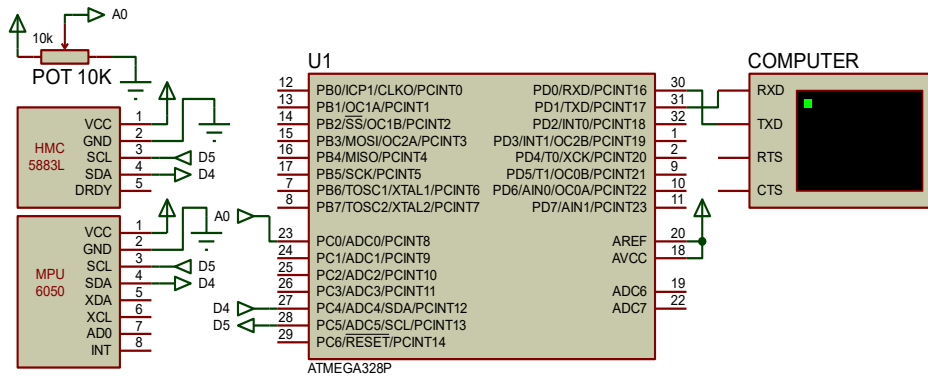 A0
10k
POT 10K
HMC
5883L
VCC 1
GND 2
SCL 3 D5
SDA 4 D4
DRDY 5
MPU
6050
VCC 1
GND 2
SCL 3 D5
SDA 4 D4
XDA 5
XCL 6
AD0 7
INT 8
U1
12 PB0/ICP1/CLKO/PCINT0
13 PB1/OC1A/PCINT1
14 PB2/SS/OC1B/PCINT2
15 PB3/MOSI/OC2A/PCINT3
16 PB4/MISO/PCINT4
17 PB5/SCK/PCINT5
7 PB6/TOSC1/XTAL1/PCINT6
8 PB7/TOSC2/XTAL2/PCINT7
A0 23 PC0/ADC0/PCINT8
24 PC1/ADC1/PCINT9
25 PC2/ADC2/PCINT10
26 PC3/ADC3/PCINT11
D4 27 PC4/ADC4/SDA/PCINT12
D5 28 PC5/ADC5/SCL/PCINT13
29 PC6/RESET/PCINT14
PD0/RXD/PCINT16 30
PD1/TXD/PCINT17 31
PD2/INT0/PCINT18 32
PD3/INT1/OC2B/PCINT19 1
PD4/T0/XCK/PCINT20 2
PD5/T1/OC0B/PCINT21 9
PD6/AIN0/OC0A/PCINT22 10
PD7/AIN1/PCINT23 11
AREF 20
AVCC 18
ADC6 19
ADC7 22
ATMEGA328P
COMPUTER
RXD
TXD
RTS
CTS